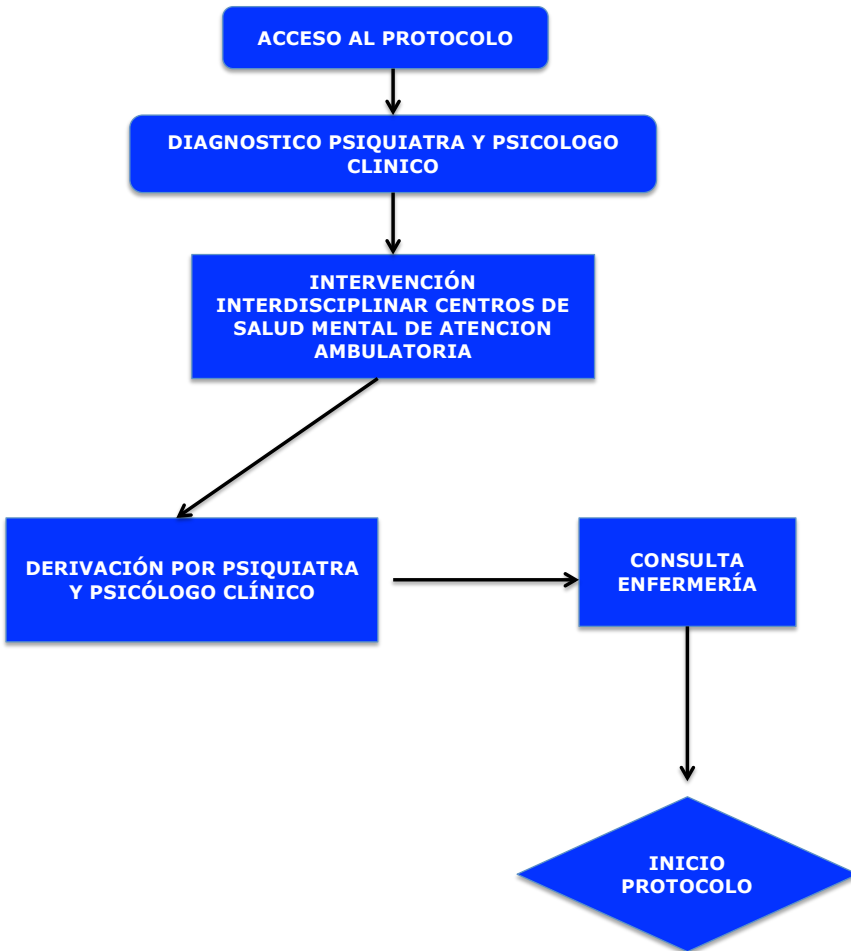 ACCESO AL PROTOCOLO
DIAGNOSTICO PSIQUIATRA Y PSICOLOGO
CLINICO
INTERVENCIÓN
INTERDISCIPLINAR CENTROS DE
SALUD MENTAL DE ATENCION
AMBULATORIA
DERIVACIÓN POR PSIQUIATRA
Y PSICÓLOGO CLÍNICO
CONSULTA
ENFERMERÍA
INICIO
PROTOCOLO